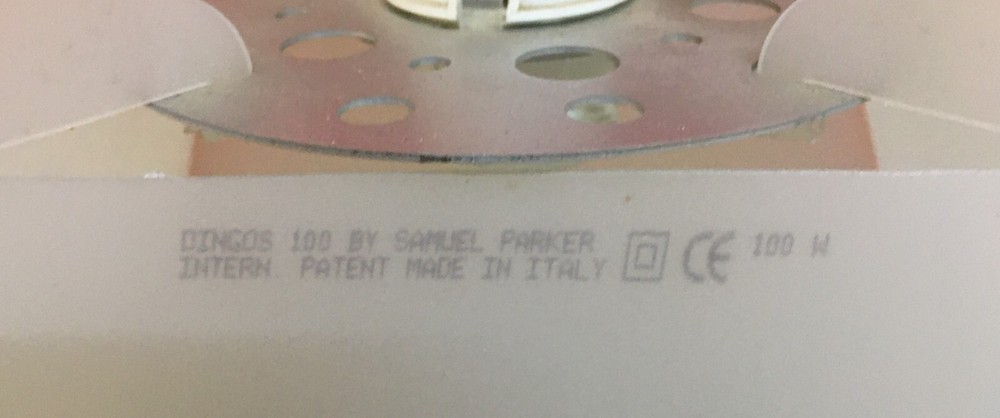 DINGOS 100 BY SAMUEL PARKER
INTERN. PATENT MADE IN ITALY CE 100 W